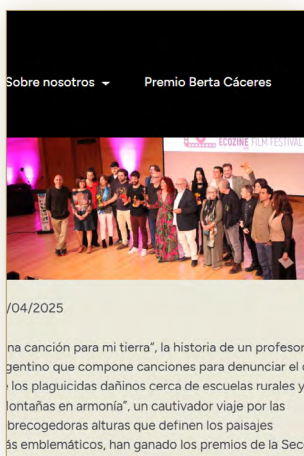 Sobre nosotros
Premio Berta Cáceres
ECOZINE FILM FESTIVAL
/04/2025
na canción para mi tierra”, la historia de un profesor
gentino que compone canciones para denunciar el
los plaguicidas dañinos cerca de escuelas rurales y
ontañas en armonía”, un cautivador viaje por las
brecogedoras alturas que definen los paisajes
ás emblemáticos, han ganado los premios de la Sec